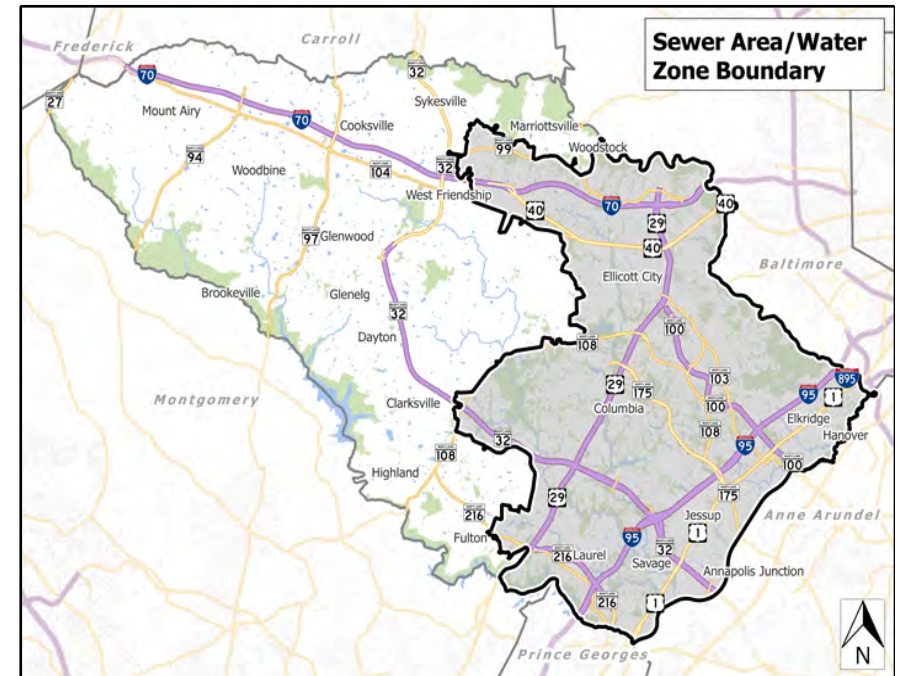 Sewer Area/Water
Zone Boundary
Frederick
Carroll
70
32
27
Mount Airy
Sykesville
70
Cooksville
Marriottsville
99
Woodstock
94
Woodbine
104
32
West Friendship
40
70
40
29
97
Glenwood
40
Ellicott City
Baltimore
Brookeville
Glenelg
32
100
Dayton
108
Montgomery
29
175
103
895
95
1
Clarksville
Columbia
100
Elkridge
108
Hanover
32
95
108
100
Highland
29
175
216
Jessup
Anne Arundel
1
Fulton
95
32
216
Laurel
Savage
Annapolis Junction
216
1
Prince Georges
N